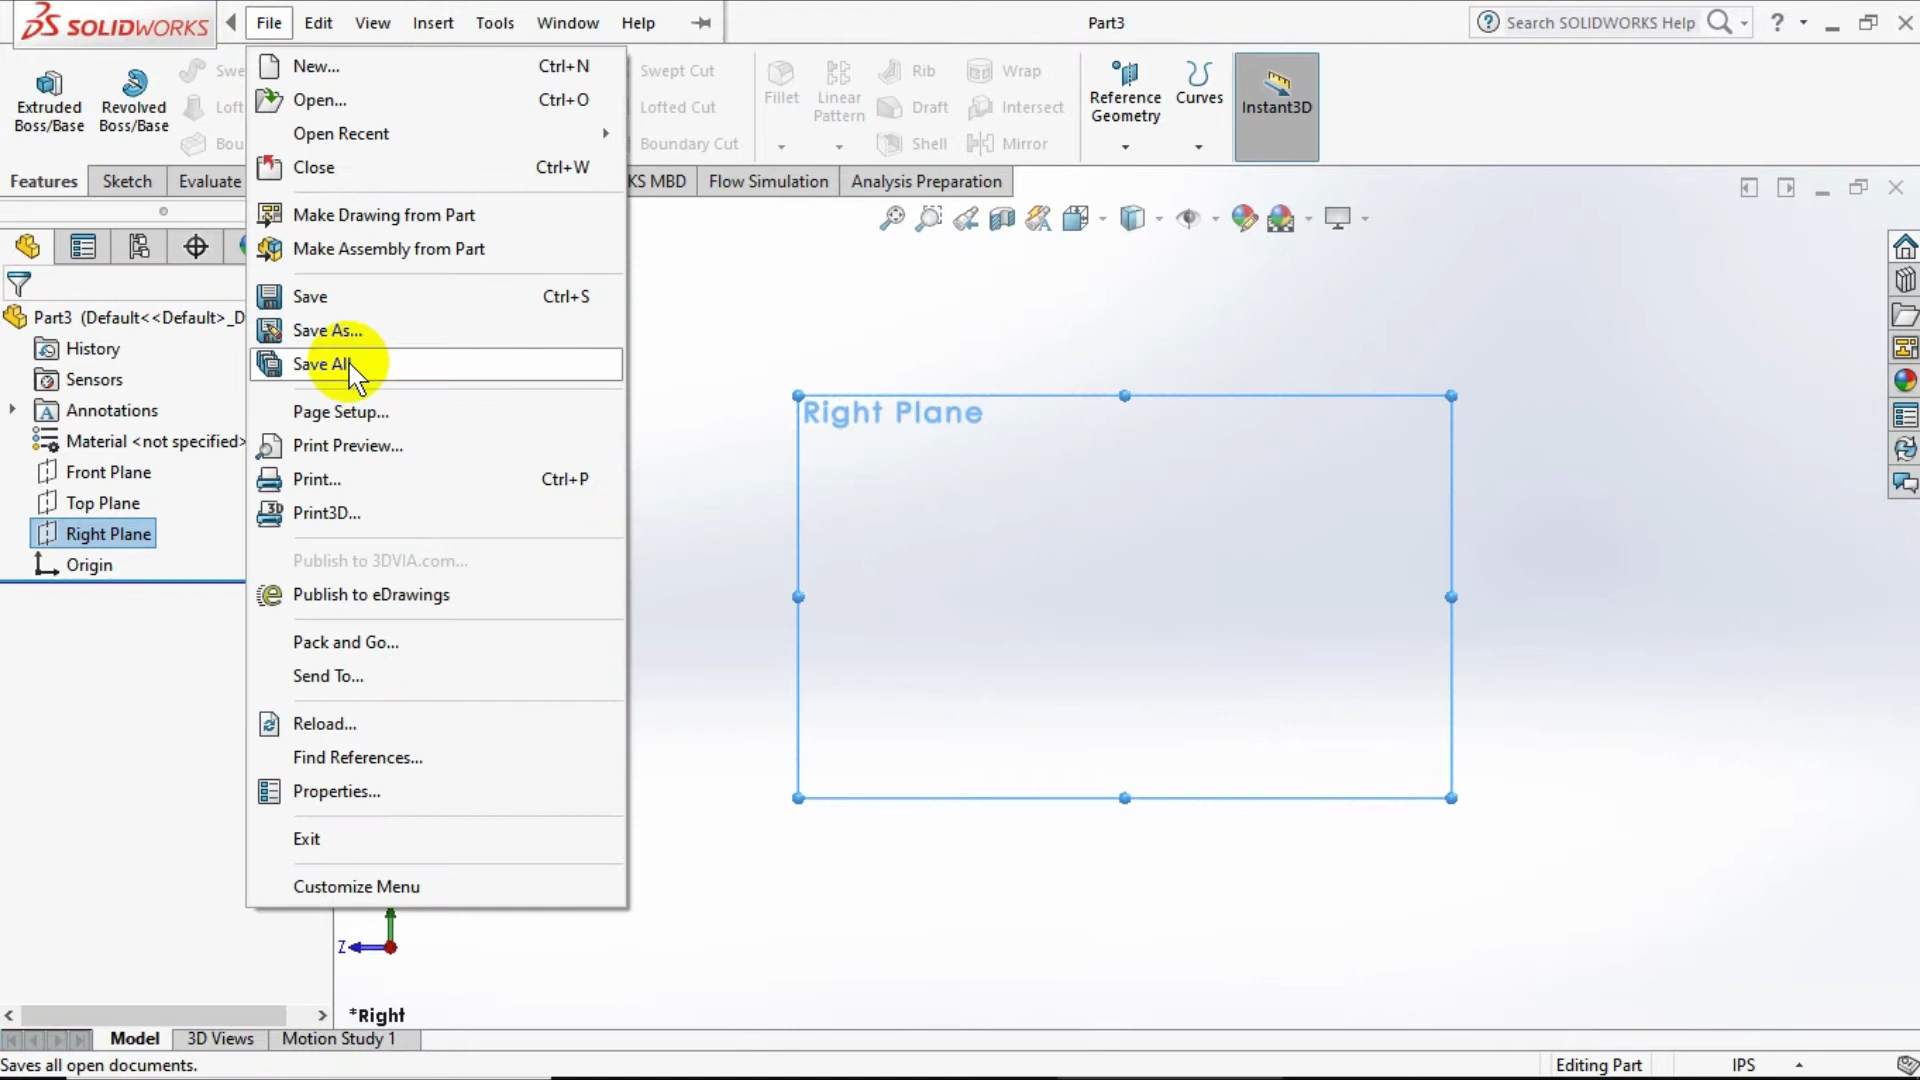 SOLIDWORKS File Edit View Insert Tools Window Help Part3 Search SOLIDWORKS Help ?
Extruded Boss/Base
Revolved Boss/Base
Swe
Loft
Bou
Swept Cut
Lofted Cut
Boundary Cut
Fillet
Linear Pattern
Rib
Draft
Shell
Wrap
Intersect
Mirror
Reference Geometry
Curves
Instant3D
Features Sketch Evaluate KS MBD Flow Simulation Analysis Preparation
New... Ctrl+N
Open... Ctrl+O
Open Recent
Close Ctrl+W
Make Drawing from Part
Make Assembly from Part
Save Ctrl+S
Save As...
Save All
Page Setup...
Print Preview...
Print... Ctrl+P
Print3D...
Publish to 3DVIA.com...
Publish to eDrawings
Pack and Go...
Send To...
Reload...
Find References...
Properties...
Exit
Customize Menu
Part3 (Default<<Default>_D
History
Sensors
Annotations
Material <not specified>
Front Plane
Top Plane
Right Plane
Origin
Right Plane
Z
*Right
Model 3D Views Motion Study 1
Saves all open documents. Editing Part IPS